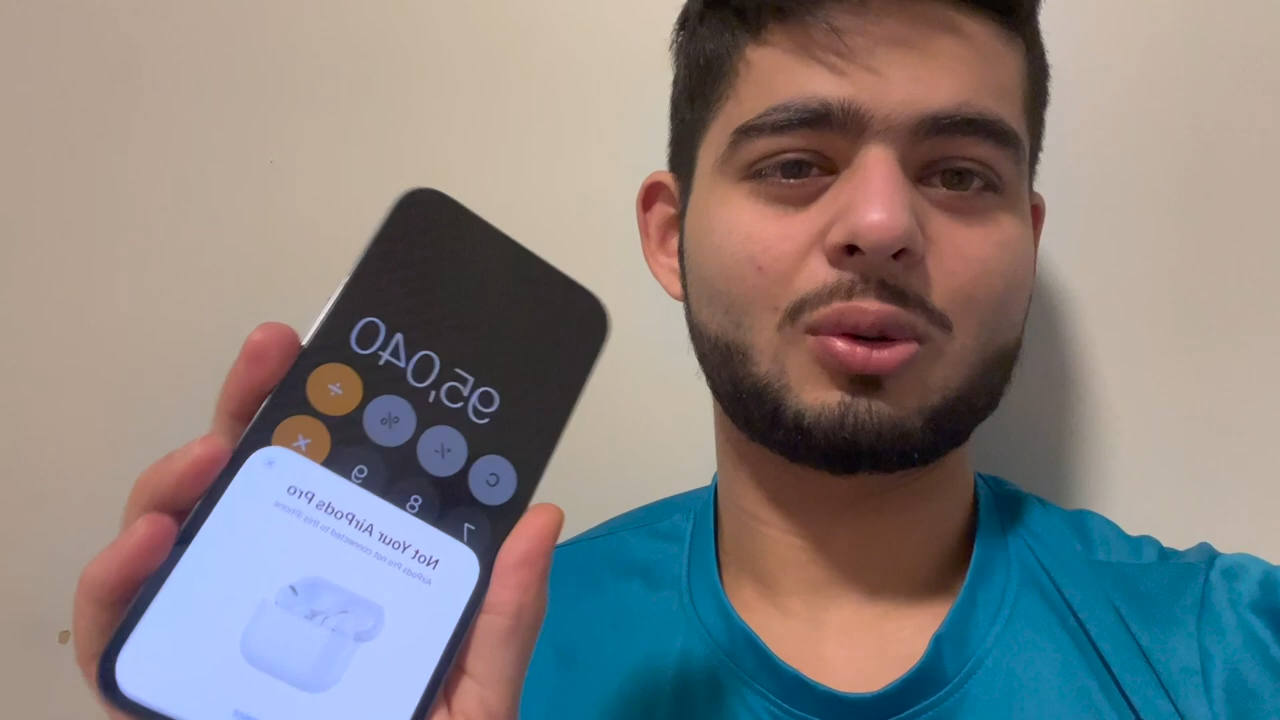 95,040
÷
% 
⁺⁄₋
C
×
9
8
7
Not Your AirPods Pro
AirPods Pro not connected to this iPhone